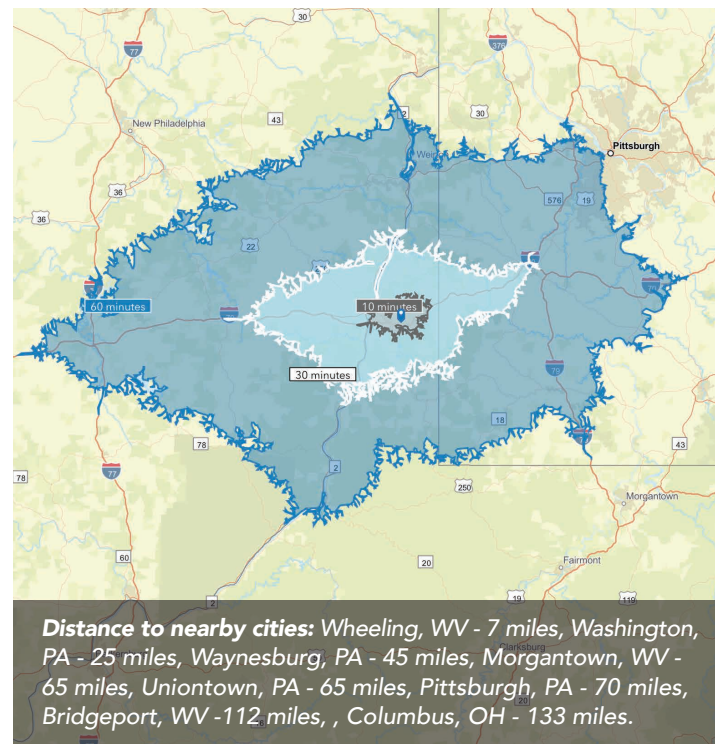 30
77
376
43
2
30
New Philadelphia
Pittsburgh
36
576
19
36
22
60 minutes
10 minutes
30 minutes
79
18
78
43
78
2
77
250
Morgantown
60
20
Fairmont
2
19
119
Distance to nearby cities: Wheeling, WV - 7 miles, Washington,
PA - 25 miles, Waynesburg, PA - 45 miles, Morgantown, WV -
65 miles, Uniontown, PA - 65 miles, Pittsburgh, PA - 70 miles,
Bridgeport, WV -112 miles, , Columbus, OH - 133 miles.
Clarksburg
20